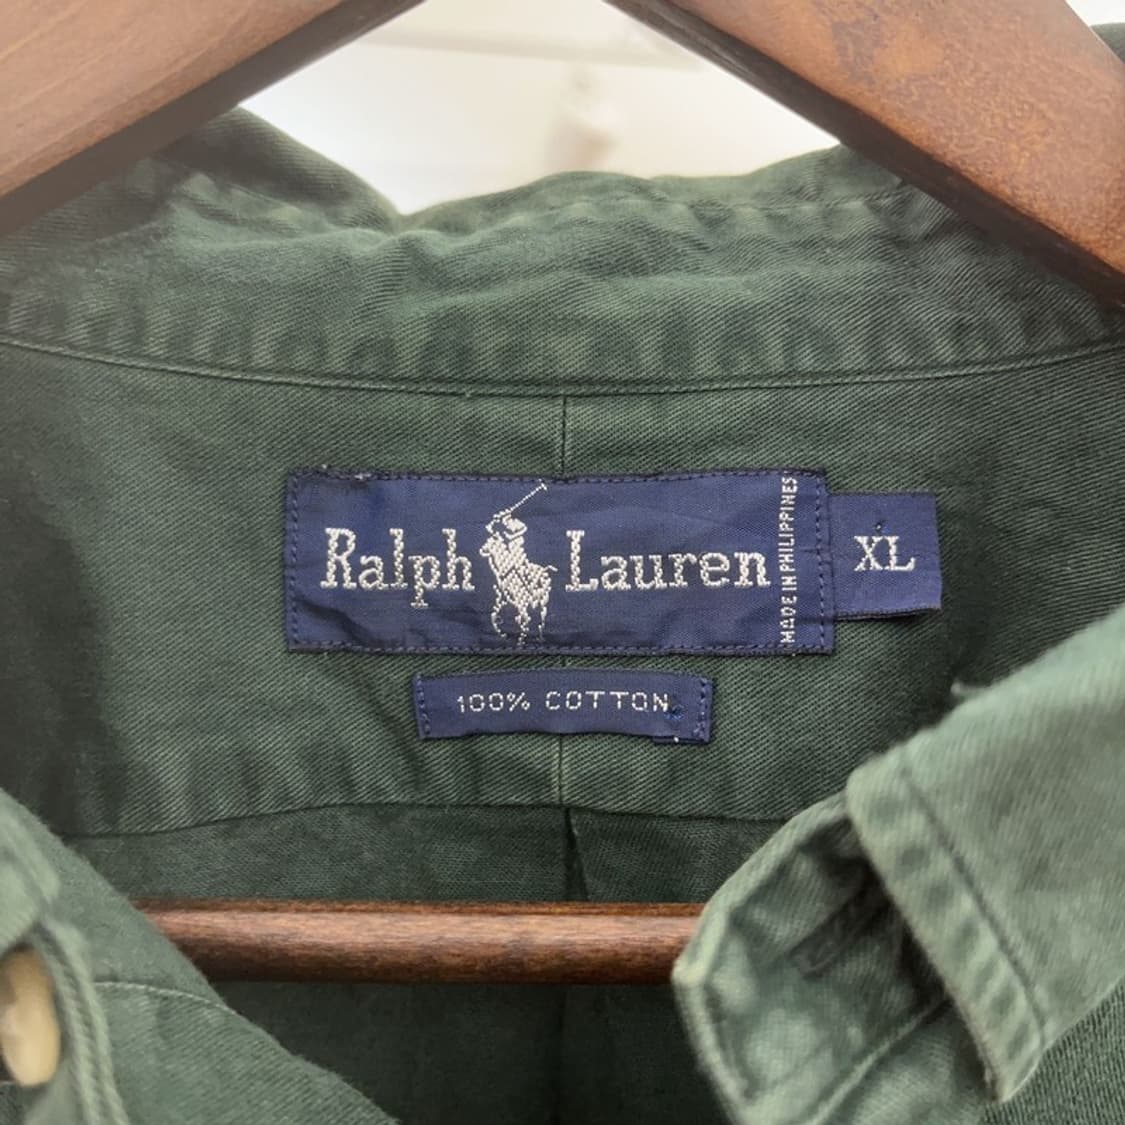 Ralph Lauren
MADE IN PHILIPPINES
XL
100% COTTON